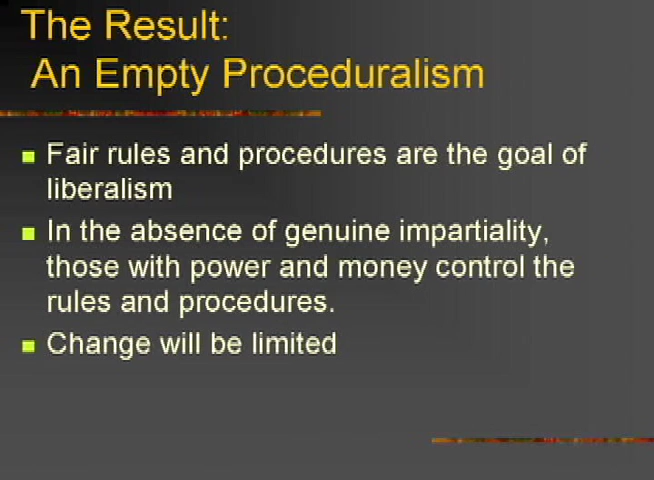 The Result:
An Empty Proceduralism
Fair rules and procedures are the goal of
liberalism
In the absence of genuine impartiality,
those with power and money control the
rules and procedures.
Change will be limited